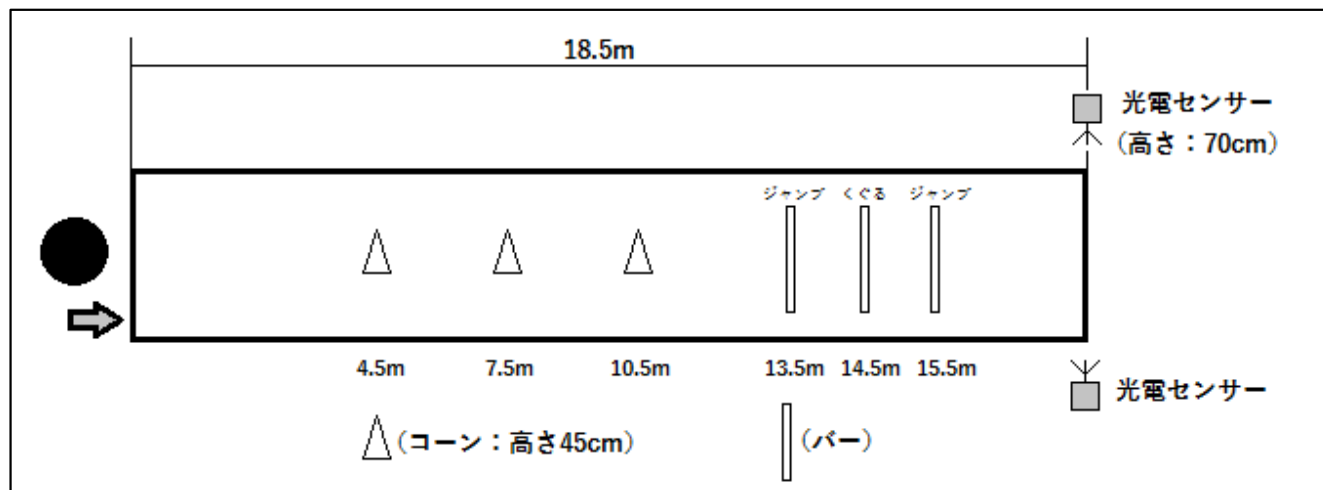 18.5m
光電センサー
（高さ：70cm）
ジャンプ くぐる ジャンプ
4.5m 7.5m 10.5m 13.5m 14.5m 15.5m
光電センサー
（コーン：高さ45cm） （バー）